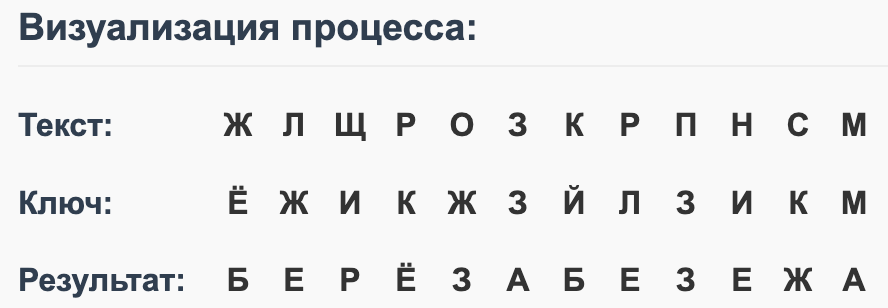 Визуализация процесса:
Текст: Ж Л Щ Р О З К Р П Н С М
Ключ: Ё Ж И К Ж З Й Л З И К М
Результат: Б Е Р Ё З А Б Е З Е Ж А